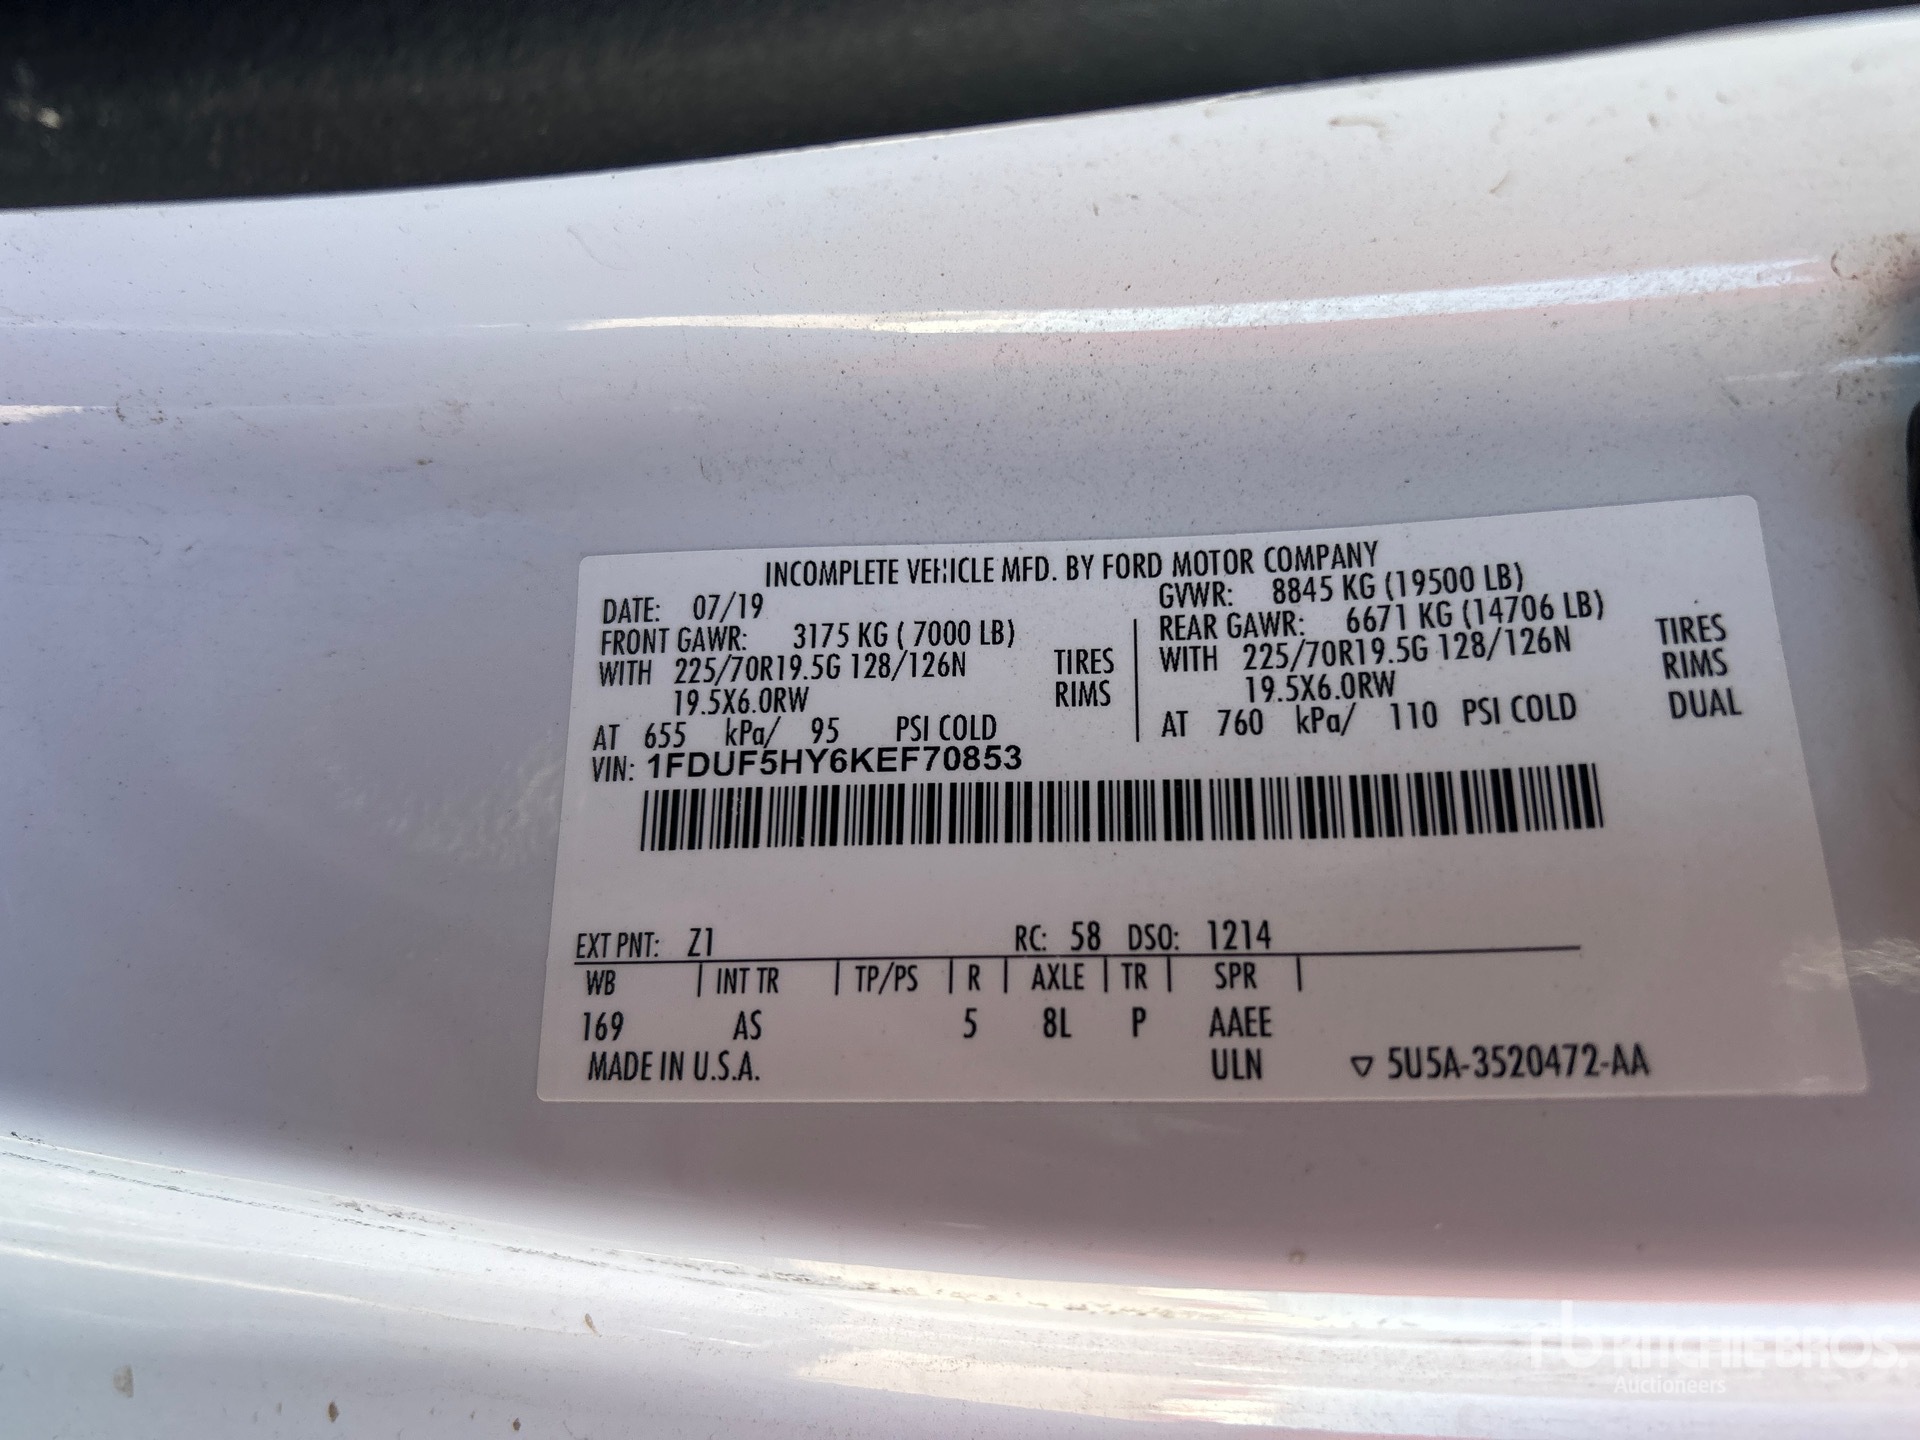 INCOMPLETE VEHICLE MFD. BY FORD MOTOR COMPANY
DATE: 07/19 GVWR: 8845 KG (19500 LB)
FRONT GAWR: 3175 KG ( 7000 LB) REAR GAWR: 6671 KG (14706 LB)
WITH 225/70R19.5G 128/126N TIRES WITH 225/70R19.5G 128/126N TIRES
19.5X6.0RW RIMS 19.5X6.0RW RIMS
AT 655 kPa/ 95 PSI COLD AT 760 kPa/ 110 PSI COLD DUAL
VIN: 1FDUF5HY6KEF70853
EXT PNT: Z1 RC: 58 DSO: 1214
WB INT TR TP/PS R AXLE TR SPR
169 AS 5 8L P AAEE
MADE IN U.S.A. ULN 5U5A-3520472-AA
rb RITCHIE BROS.
Auctioneers